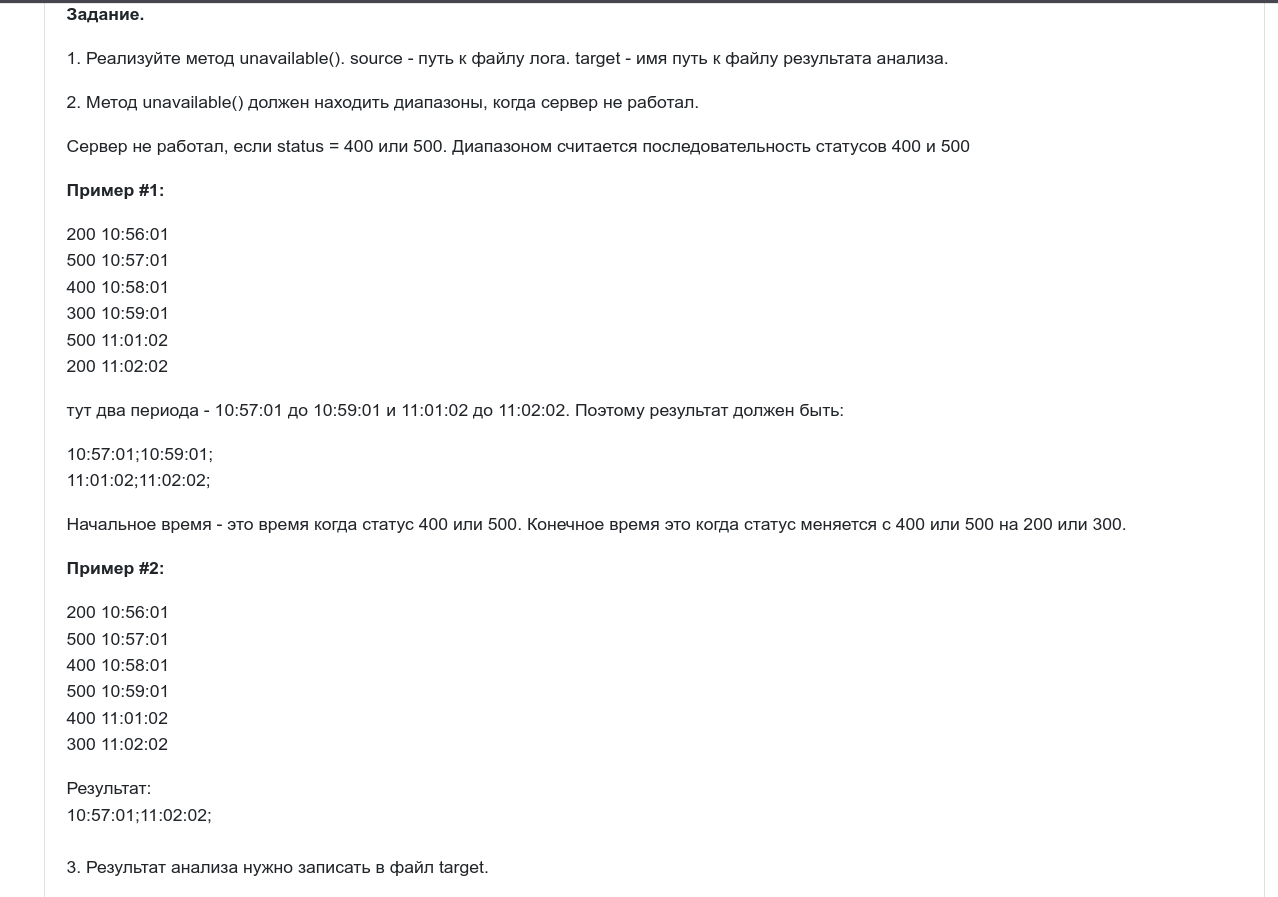 Задание.
1. Реализуйте метод unavailable(). source - путь к файлу лога. target - имя путь к файлу результата анализа.
2. Метод unavailable() должен находить диапазоны, когда сервер не работал.
Сервер не работал, если status = 400 или 500. Диапазоном считается последовательность статусов 400 и 500
Пример #1:
200 10:56:01
500 10:57:01
400 10:58:01
300 10:59:01
500 11:01:02
200 11:02:02
тут два периода - 10:57:01 до 10:59:01 и 11:01:02 до 11:02:02. Поэтому результат должен быть:
10:57:01;10:59:01;
11:01:02;11:02:02;
Начальное время - это время когда статус 400 или 500. Конечное время это когда статус меняется с 400 или 500 на 200 или 300.
Пример #2:
200 10:56:01
500 10:57:01
400 10:58:01
500 10:59:01
400 11:01:02
300 11:02:02
Результат:
10:57:01;11:02:02;
3. Результат анализа нужно записать в файл target.